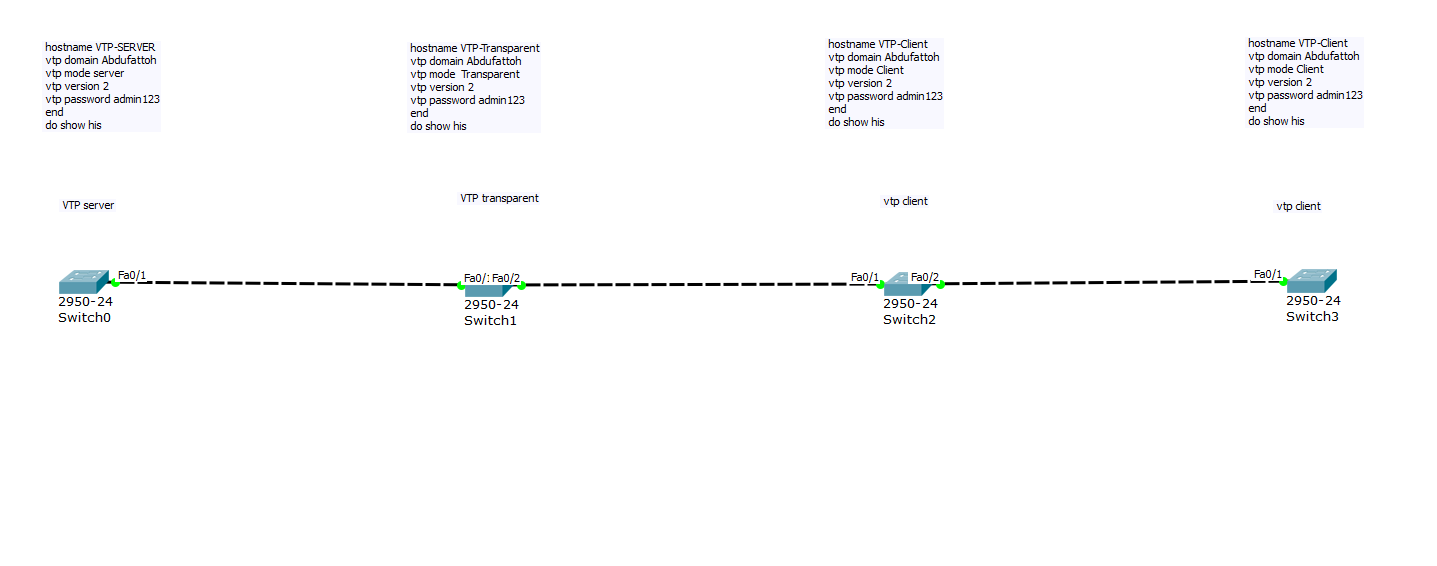 hostname VTP-SERVER
vtp domain Abdufattoh
vtp mode server
vtp version 2
vtp password admin123
end
do show his
hostname VTP-Transparent
vtp domain Abdufattoh
vtp mode  Transparent
vtp version 2
vtp password admin123
end
do show his
hostname VTP-Client
vtp domain Abdufattoh
vtp mode Client
vtp version 2
vtp password admin123
end
do show his
hostname VTP-Client
vtp domain Abdufattoh
vtp mode Client
vtp version 2
vtp password admin123
end
do show his
VTP server
VTP transparent
vtp client
vtp client
Fa0/1
2950-24
Switch0
Fa0/2
2950-24
Switch1
Fa0/1
Fa0/2
2950-24
Switch2
Fa0/1
2950-24
Switch3